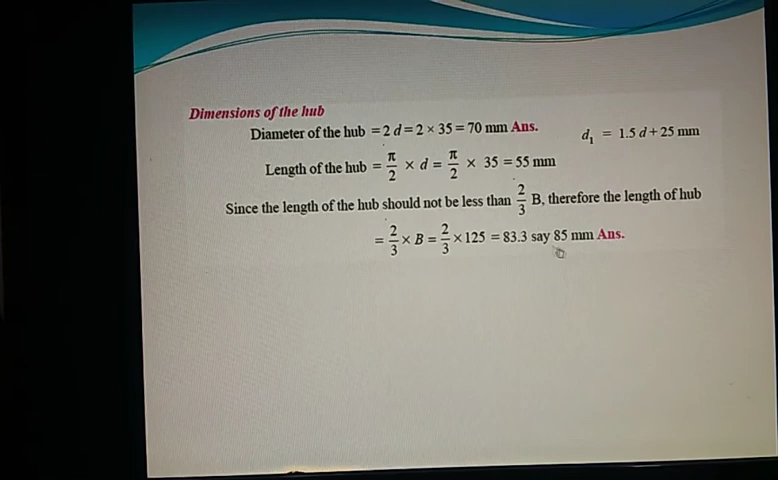 Dimensions of the hub
Diameter of the hub = 2 d = 2 × 35 = 70 mm Ans. d₁ = 1.5 d + 25 mm
Length of the hub = π/2 × d = π/2 × 35 = 55 mm
Since the length of the hub should not be less than 2/3 B, therefore the length of hub
= 2/3 × B = 2/3 × 125 = 83.3 say 85 mm Ans.